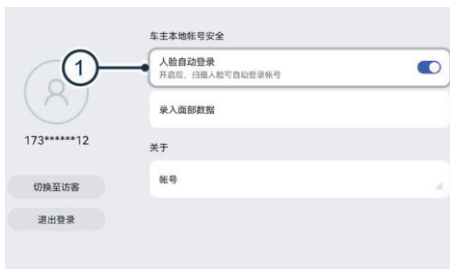 车主本地帐号安全
1
人脸自动登录
开启后，扫描人脸可自动登录帐号
录入面部数据
173******12
关于
帐号
切换至访客
退出登录